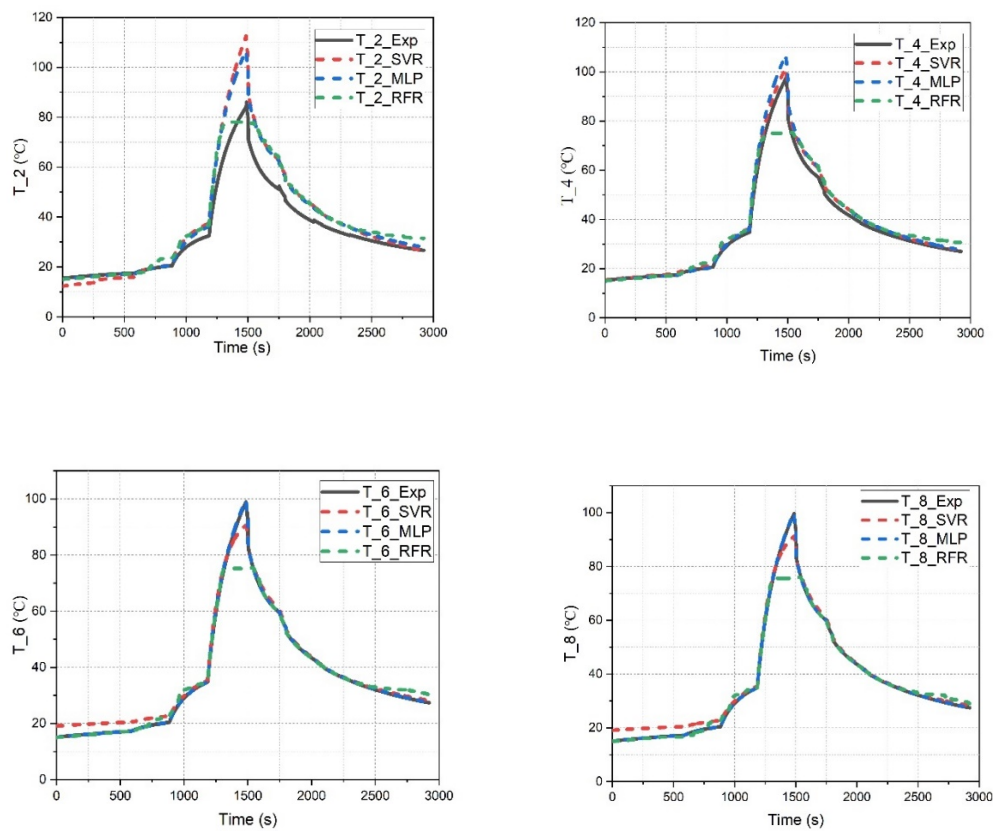 120
100
80
60
40
20
0
T_2 (℃)
T_2_Exp
T_2_SVR
T_2_MLP
T_2_RFR
0 500 1000 1500 2000 2500 3000
Time (s)
120
100
80
60
40
20
0
T_4 (℃)
T_4_Exp
T_4_SVR
T_4_MLP
T_4_RFR
0 500 1000 1500 2000 2500 3000
Time (s)
100
80
60
40
20
0
T_6 (℃)
T_6_Exp
T_6_SVR
T_6_MLP
T_6_RFR
0 500 1000 1500 2000 2500 3000
Time (s)
100
80
60
40
20
0
T_8 (℃)
T_8_Exp
T_8_SVR
T_8_MLP
T_8_RFR
0 500 1000 1500 2000 2500 3000
Time (s)